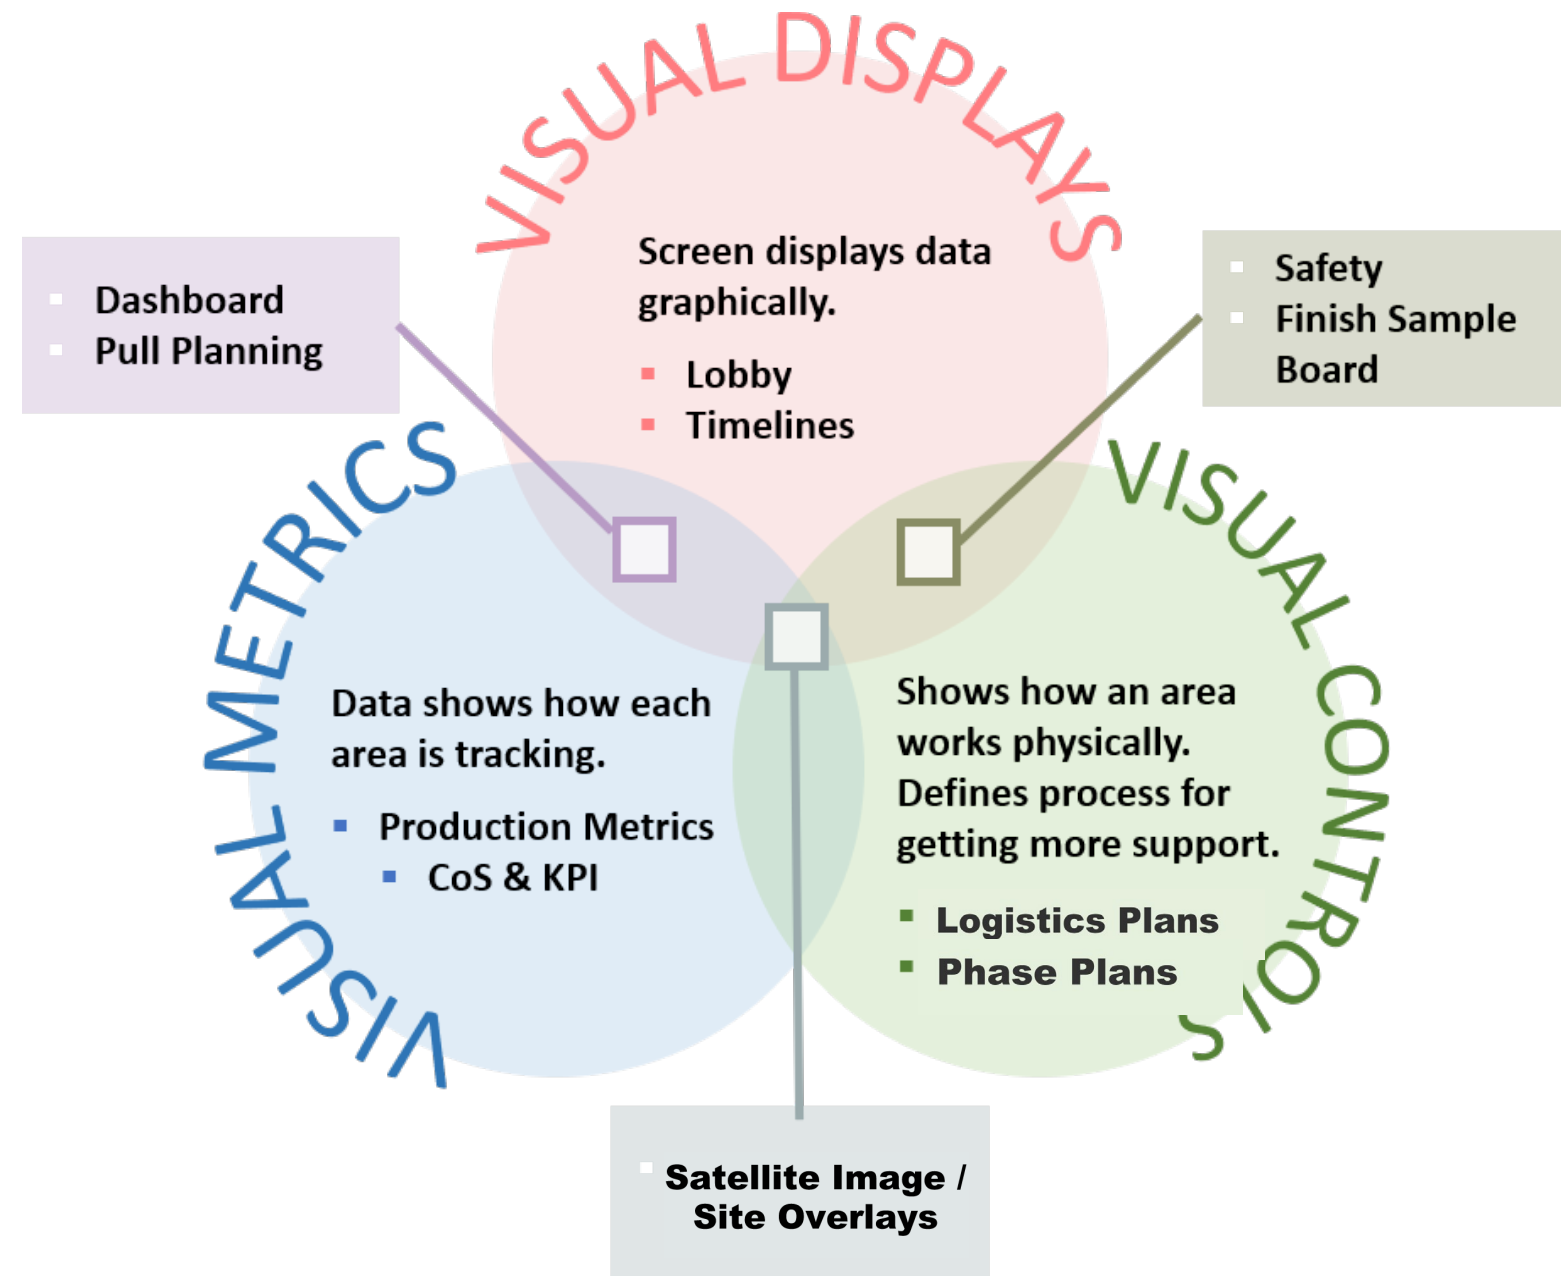 VISUAL DISPLAYS
Screen displays data
graphically.
Lobby
Timelines
Dashboard
Pull Planning
Safety
Finish Sample
Board
VISUAL METRICS
Data shows how each
area is tracking.
Production Metrics
CoS & KPI
VISUAL CONTROLS
Shows how an area
works physically.
Defines process for
getting more support.
Logistics Plans
Phase Plans
Satellite Image /
Site Overlays